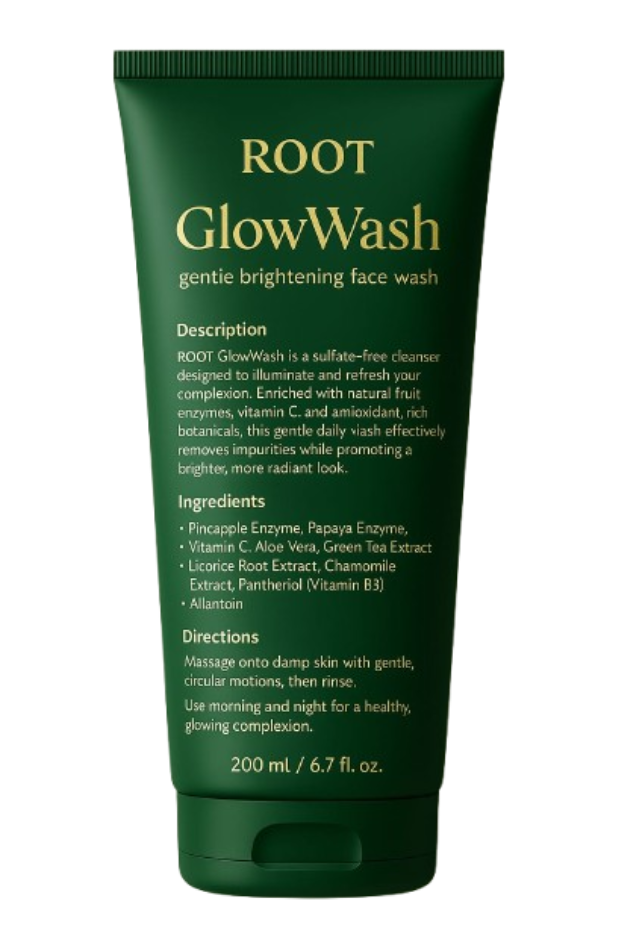 ROOT
GlowWash
gentie brightening face wash
Description
ROOT GlowWash is a sulfate-free cleanser
designed to illuminate and refresh your
complexion. Enriched with natural fruit
enzymes, vitamin C. and amioxidant, rich
botanicals, this gentle daily viash effectively
removes impurities while promoting a
brighter, more radiant look.
Ingredients
• Pincapple Enzyme, Papaya Enzyme,
• Vitamin C. Aloe Vera, Green Tea Extract
• Licorice Root Extract, Chamomile
Extract, Pantheriol (Vitamin B3)
• Allantoin
Directions
Massage onto damp skin with gentle,
circular motions, then rinse.
Use morning and night for a healthy,
glowing complexion.
200 ml / 6.7 fl. oz.